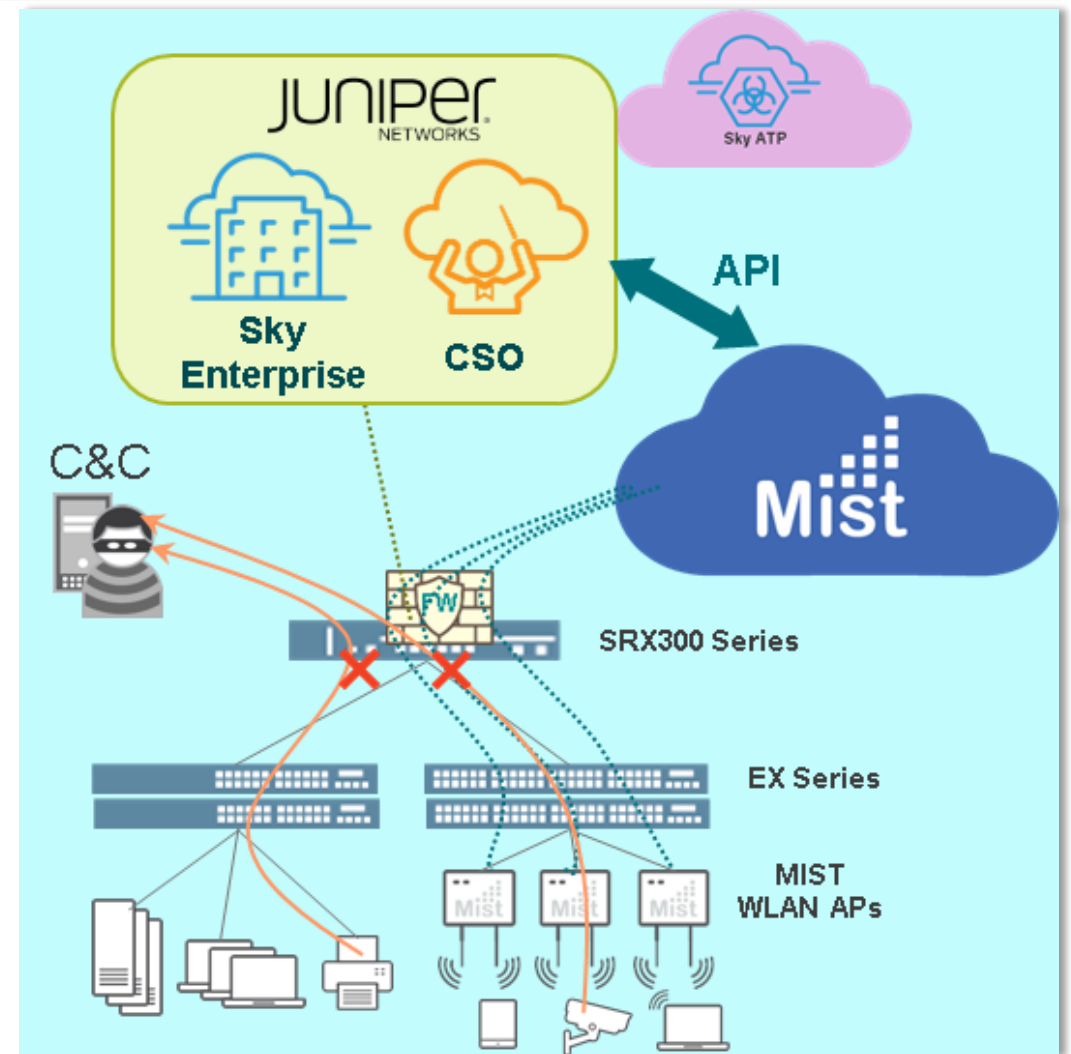 JUNIPER
NETWORKS
Sky ATP
Sky
Enterprise
CSO
API
C&C
Mist
FW
SRX300 Series
EX Series
MIST
WLAN APs
Mist
Mist
Mist